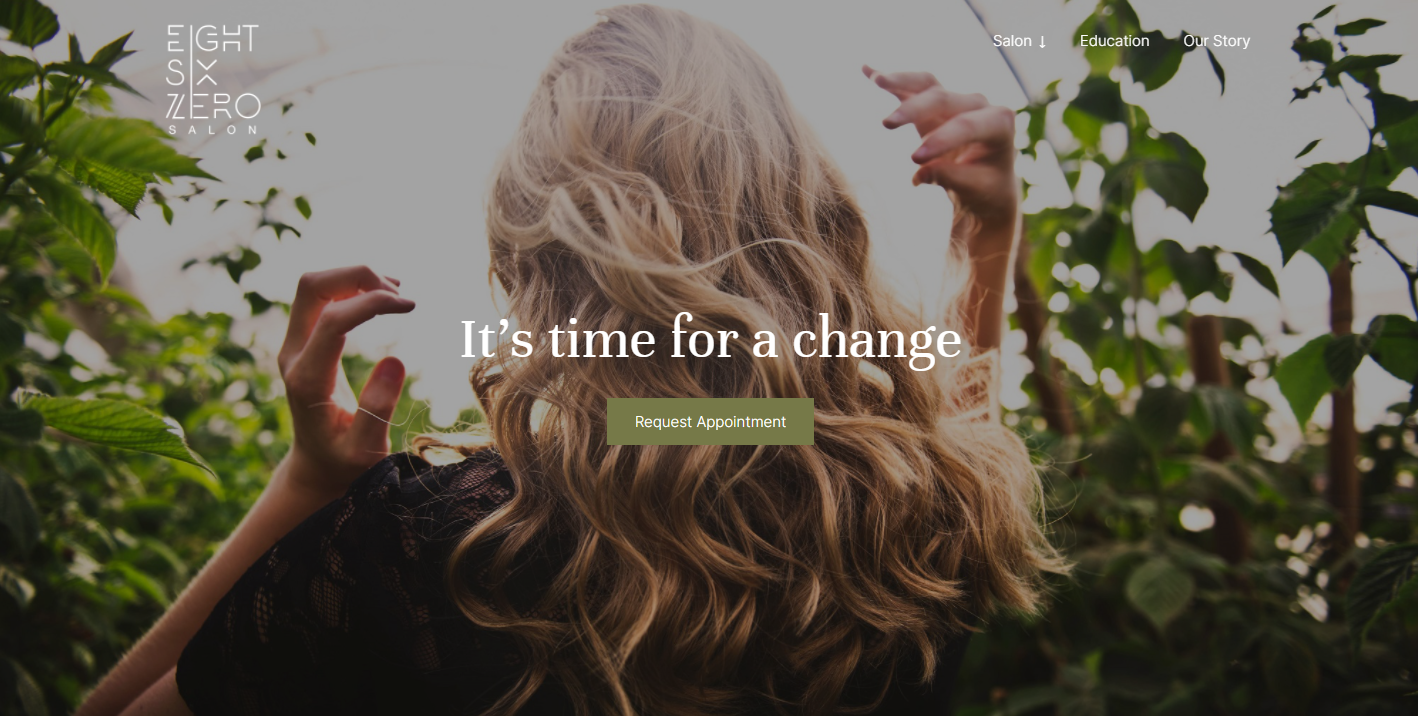 EIGHT
SIX
ZERO
SALON
Salon ↓ Education Our Story
It’s time for a change
Request Appointment